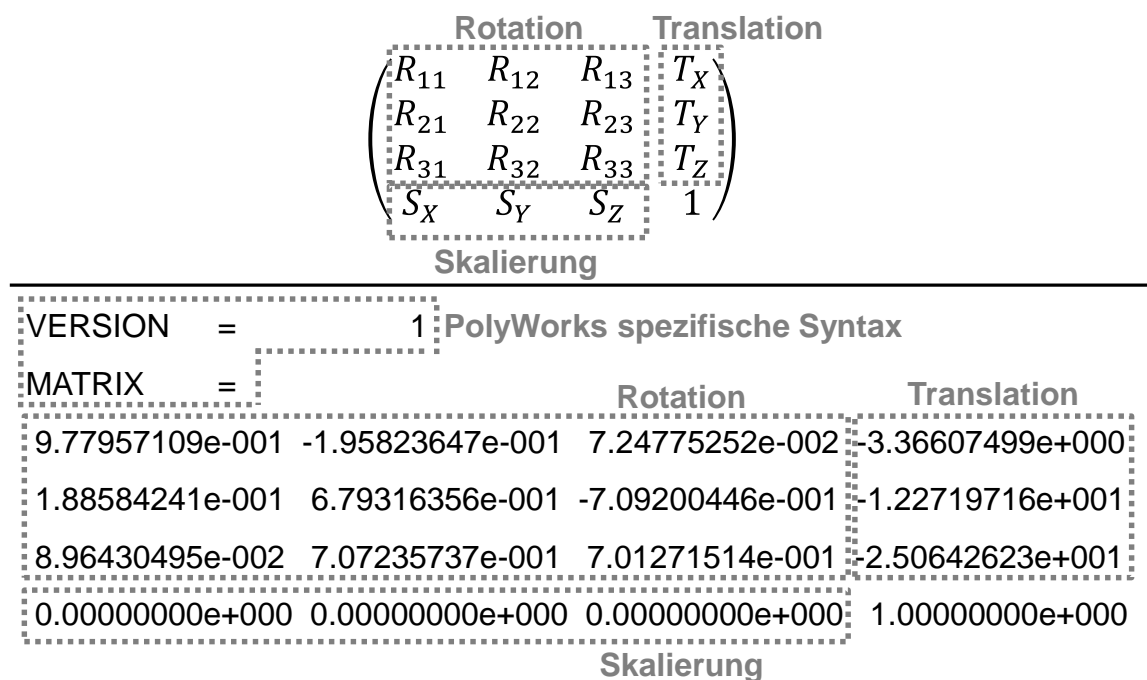 Rotation Translation
R11 R12 R13 TX
R21 R22 R23 TY
R31 R32 R33 TZ
SX SY SZ 1
Skalierung
VERSION = 1 PolyWorks spezifische Syntax
MATRIX =
Rotation Translation
9.77957109e-001 -1.95823647e-001 7.24775252e-002 -3.36607499e+000
1.88584241e-001 6.79316356e-001 -7.09200446e-001 -1.22719716e+001
8.96430495e-002 7.07235737e-001 7.01271514e-001 -2.50642623e+001
0.00000000e+000 0.00000000e+000 0.00000000e+000 1.00000000e+000
Skalierung